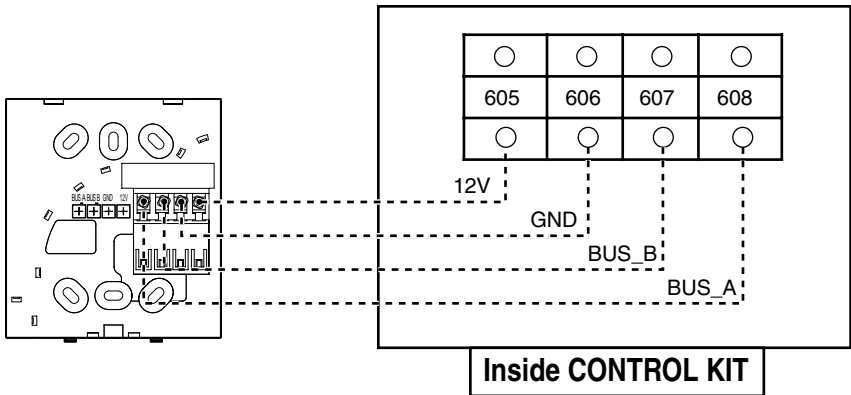 605 606 607 608
12V
BUS A BUS B GND 12V
GND
BUS_B
BUS_A
Inside CONTROL KIT